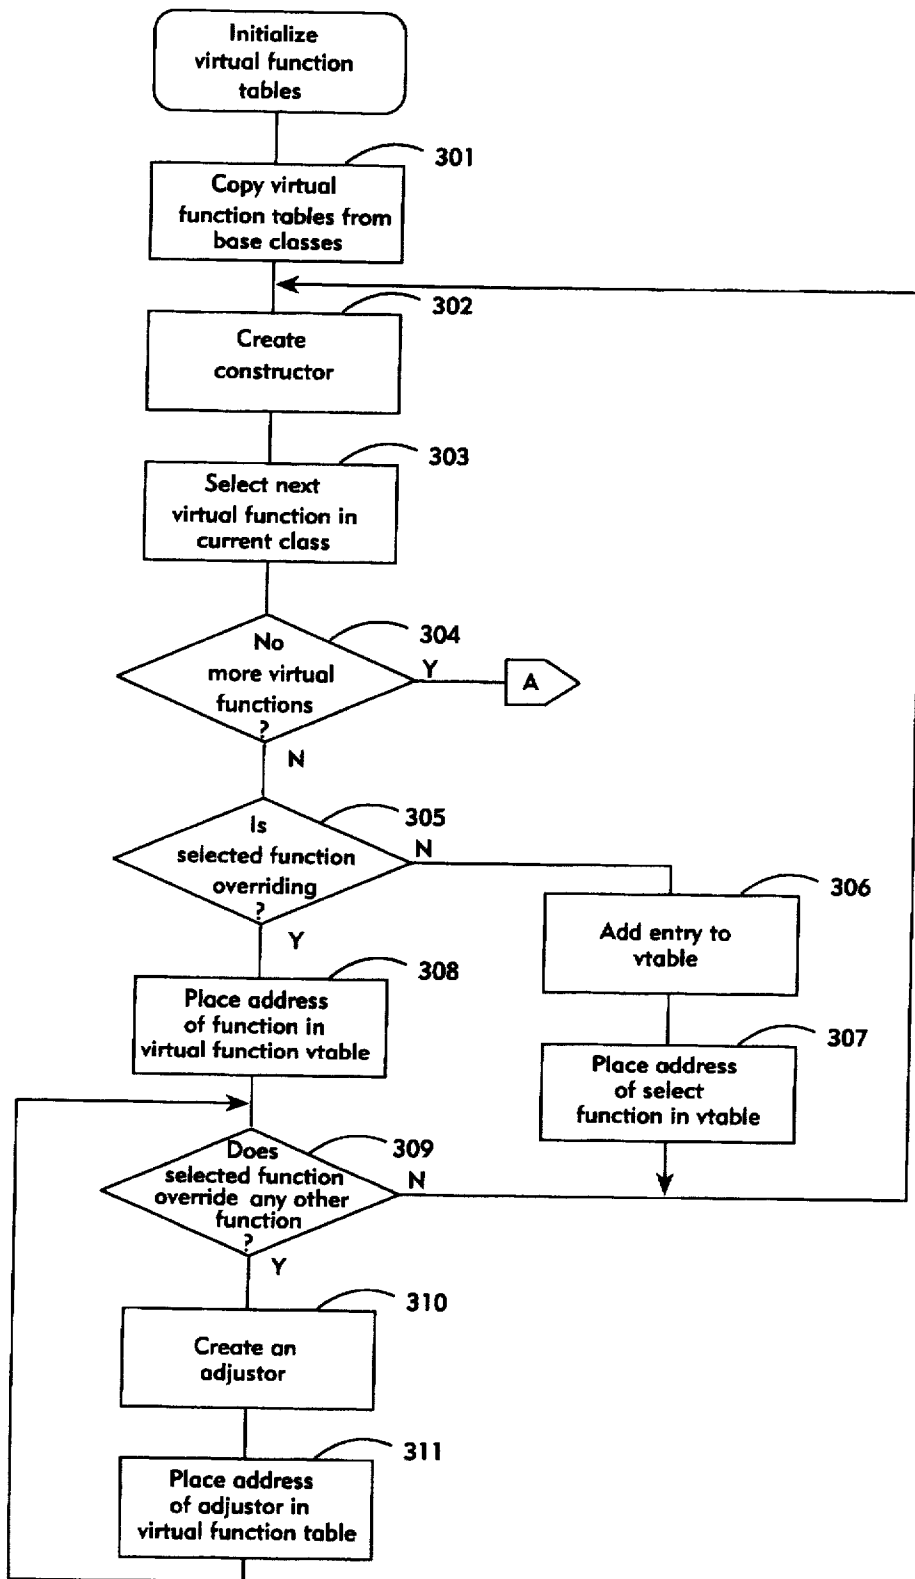 Initialize
virtual function
tables
301
Copy virtual
function tables from
base classes
302
Create
constructor
303
Select next
virtual function in
current class
304
No
more virtual
functions
?
Y
A
N
305
Is
selected function
overriding
?
N
Y
306
Add entry to
vtable
308
Place address
of function in
virtual function vtable
307
Place address
of select
function in vtable
309
Does
selected function
override any other
function
?
N
Y
310
Create an
adjustor
311
Place address
of adjustor in
virtual function table